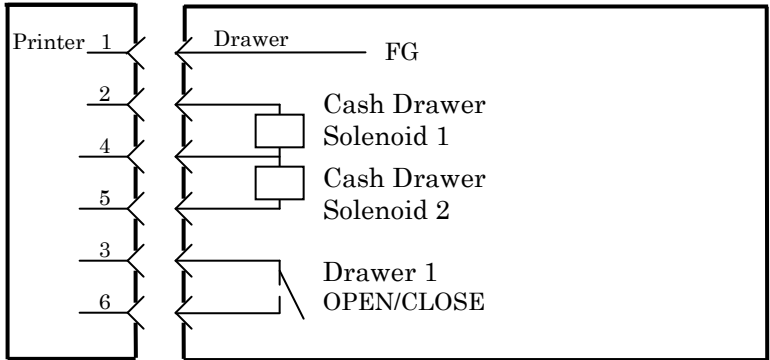 Printer 1 Drawer FG
2 Cash Drawer
Solenoid 1
4
Cash Drawer
5 Solenoid 2
3 Drawer 1
6 OPEN/CLOSE